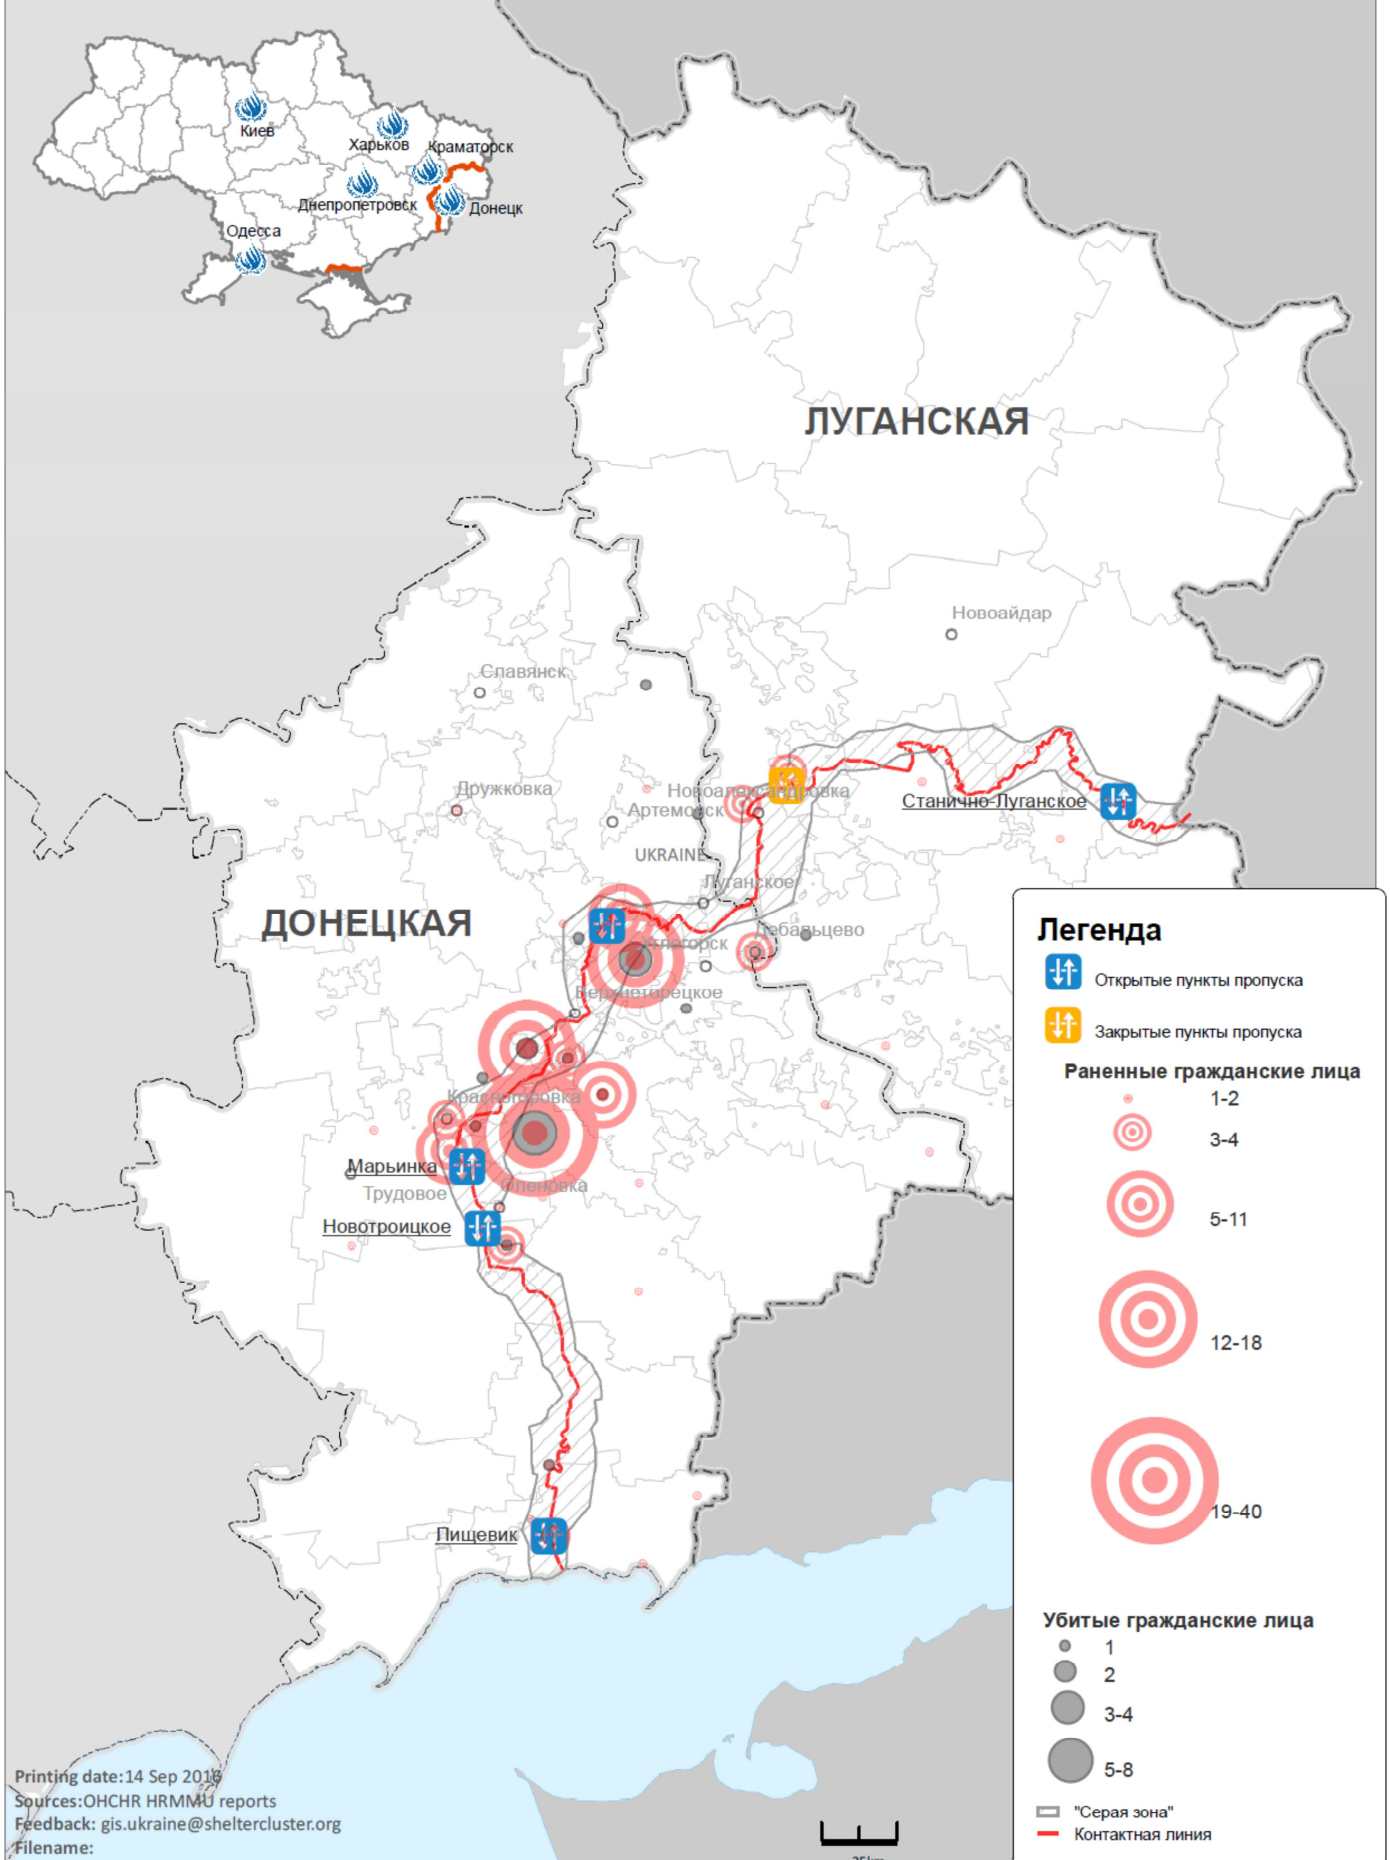 Киев
Харьков
Краматорск
Днепропетровск
Донецк
Одесса
ЛУГАНСКАЯ
Новоайдар
Славянск
Дружковка
Новоалександровка
Артемовск
Станично-Луганское
UKRAINE
Луганское
ДОНЕЦКАЯ
Дебальцево
Углегорск
Верхнеторецкое
Красногоровка
Марьинка
Трудовое
Оленовка
Новотроицкое
Пищевик
Легенда
Открытые пункты пропуска
Закрытые пункты пропуска
Раненные гражданские лица
1-2
3-4
5-11
12-18
19-40
Убитые гражданские лица
1
2
3-4
5-8
"Серая зона"
Контактная линия
Printing date:14 Sep 2016
Sources:OHCHR HRMMU reports
Feedback: gis.ukraine@sheltercluster.org
Filename: